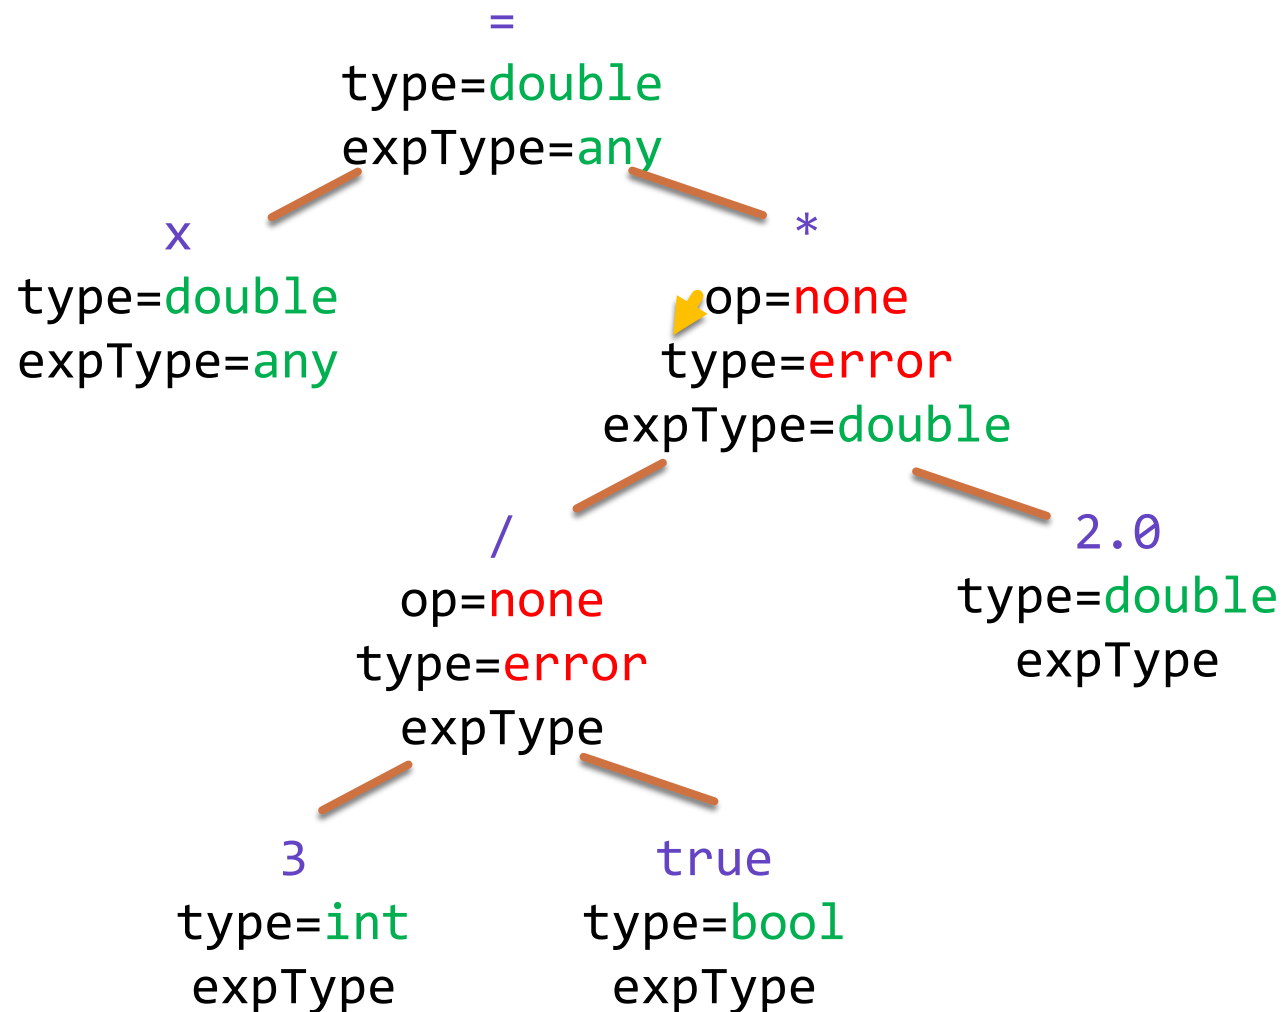 =
type=double
expType=any
x
type=double
expType=any
*
op=none
type=error
expType=double
/
op=none
type=error
expType
2.0
type=double
expType
3
type=int
expType
true
type=bool
expType